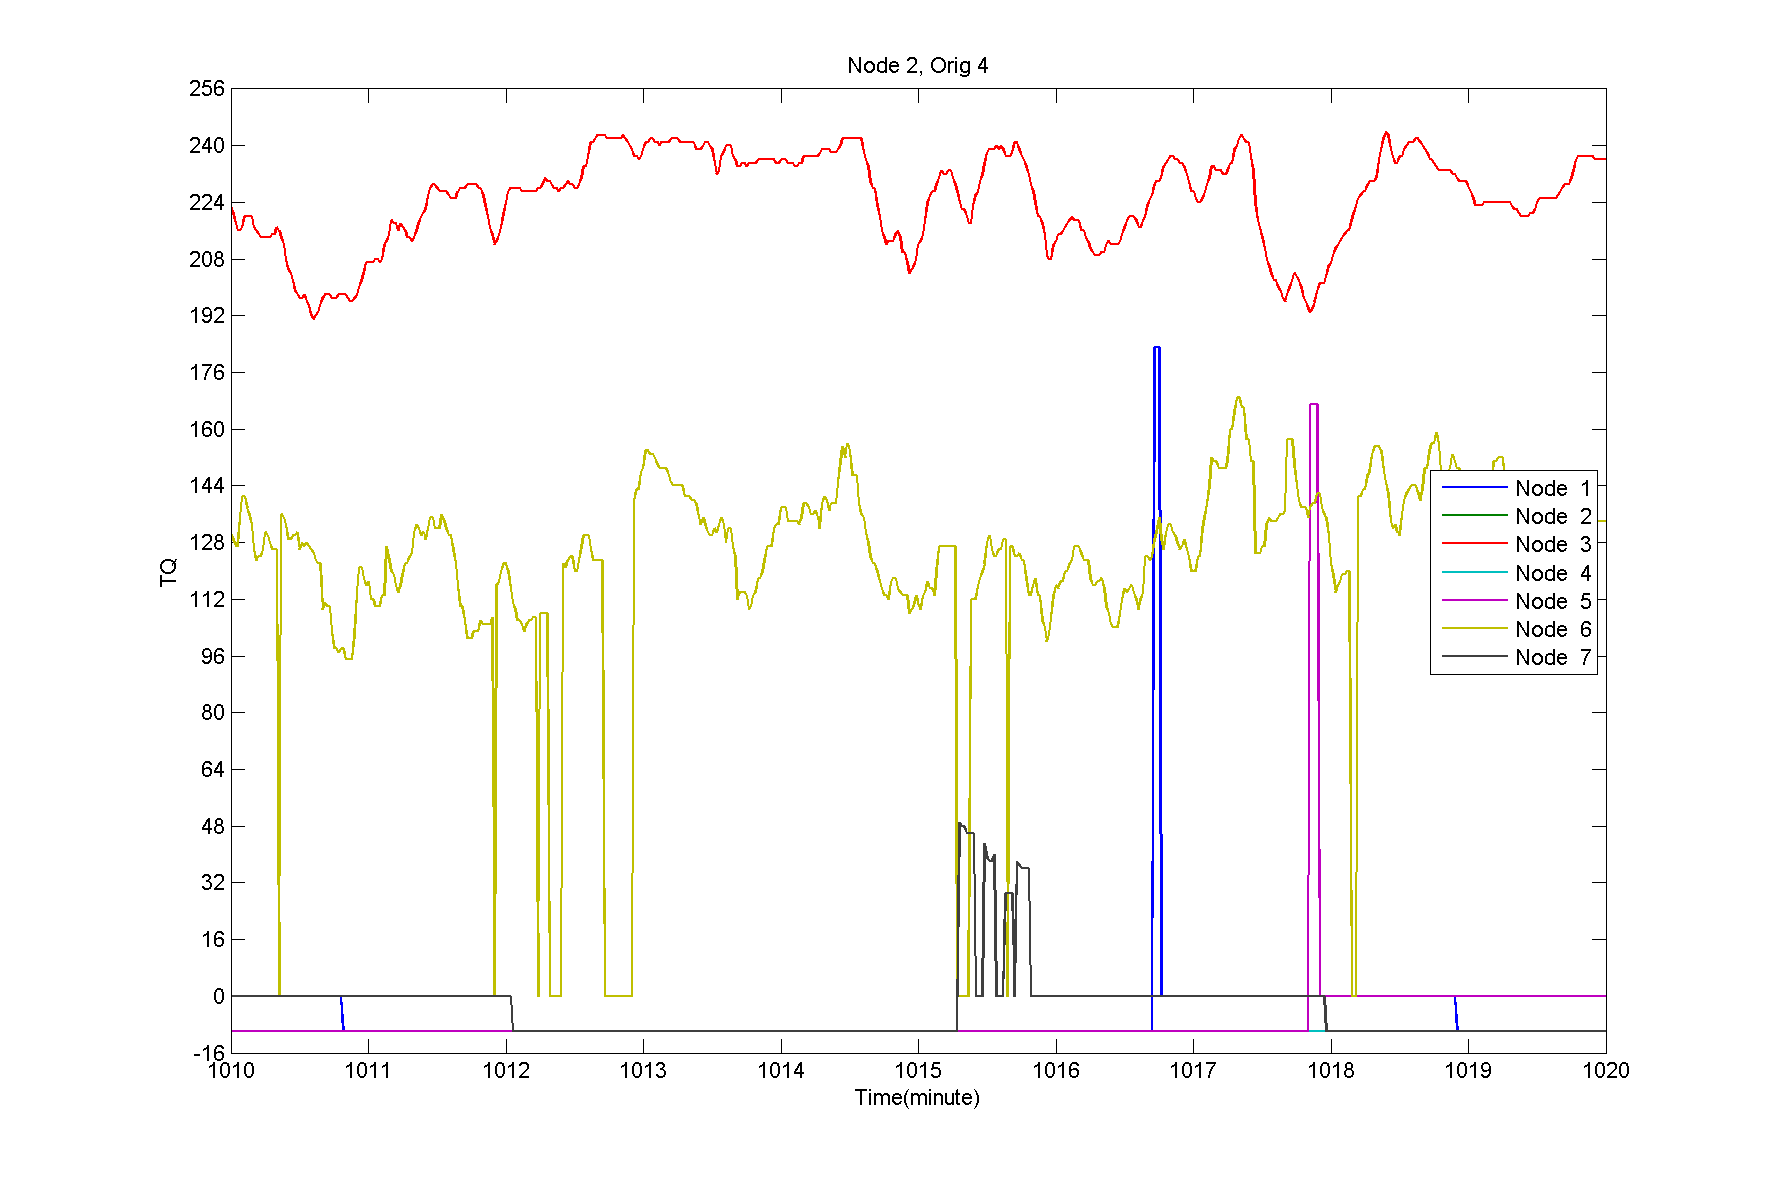 Node 2, Orig 4
256
240
224
208
192
176
160
144
128
112
96
80
64
48
32
16
0
-16
TQ
Node 1
Node 2
Node 3
Node 4
Node 5
Node 6
Node 7
1010 1011 1012 1013 1014 1015 1016 1017 1018 1019 1020
Time(minute)